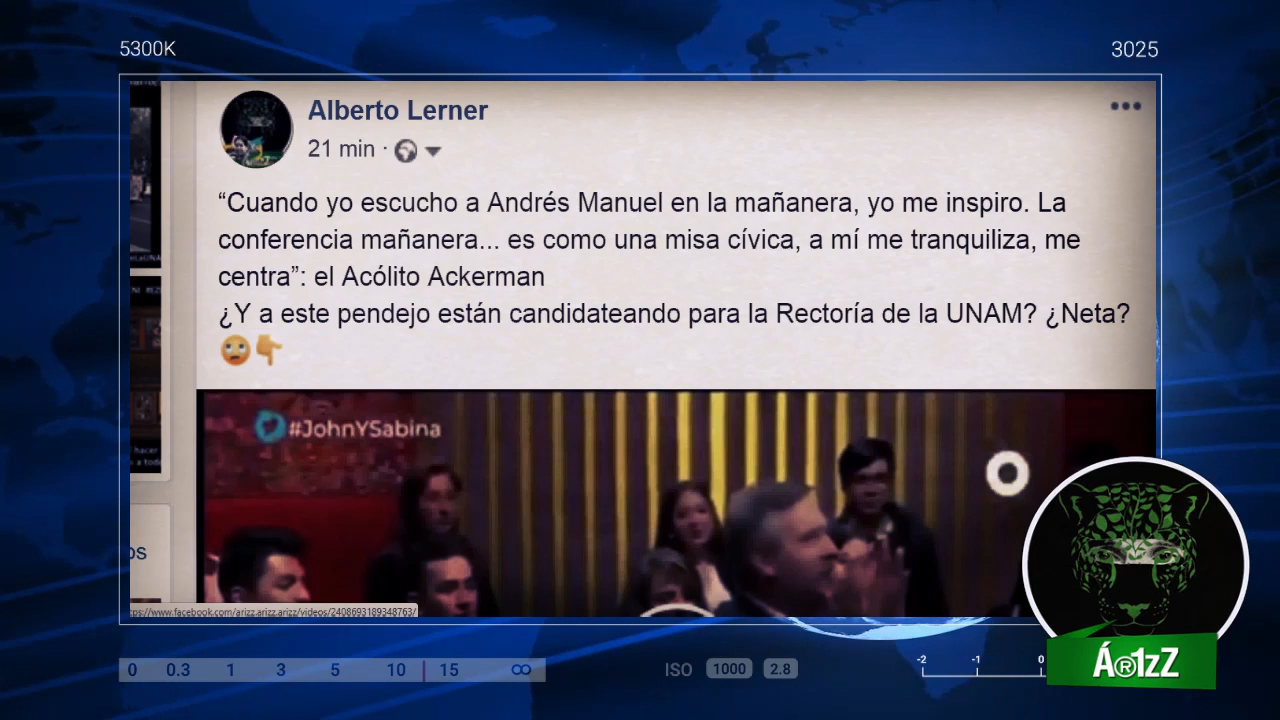 5300K
3025
Alberto Lerner
21 min ·
“Cuando yo escucho a Andrés Manuel en la mañanera, yo me inspiro. La
conferencia mañanera... es como una misa cívica, a mí me tranquiliza, me
centra”: el Acólito Ackerman
¿Y a este pendejo están candidateando para la Rectoría de la UNAM? ¿Neta?
🙄👇
#JohnYSabina
os
ps://www.facebook.com/arizz.arizz.arizz/videos/2408693189348763/
Á®1zZ
0 0.3 1 3 5 10 15 ∞
ISO 1000 2.8
-2 -1 0